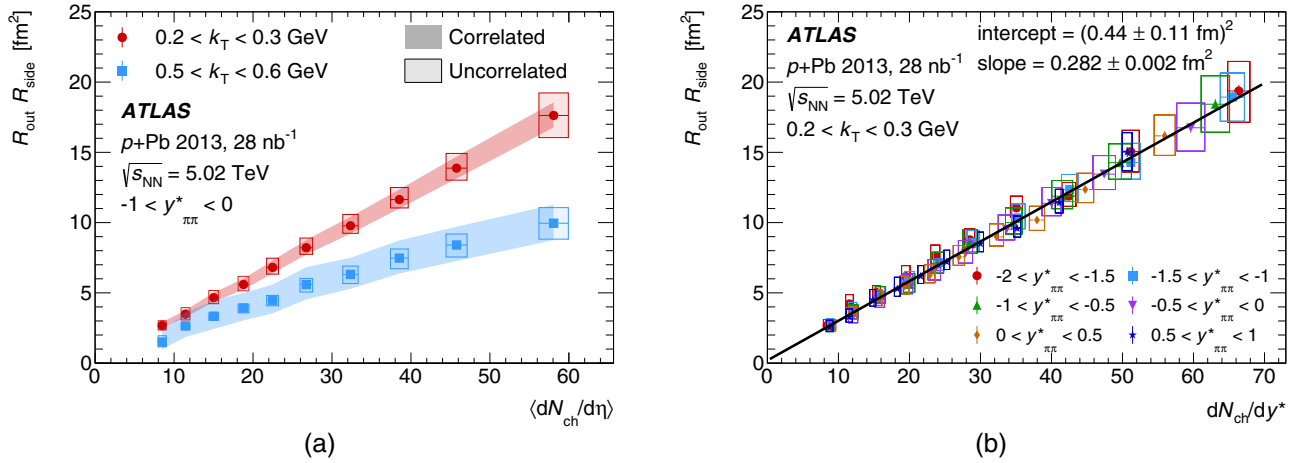 R_out R_side [fm²]
25
20
15
10
5
0
0.2 < k_T < 0.3 GeV
0.5 < k_T < 0.6 GeV
Correlated
Uncorrelated
ATLAS
p+Pb 2013, 28 nb⁻¹
√s_NN = 5.02 TeV
-1 < y*_ππ < 0
0 10 20 30 40 50 60
⟨dN_ch/dη⟩
(a)
R_out R_side [fm²]
25
20
15
10
5
0
ATLAS
p+Pb 2013, 28 nb⁻¹
√s_NN = 5.02 TeV
0.2 < k_T < 0.3 GeV
intercept = (0.44 ± 0.11 fm)²
slope = 0.282 ± 0.002 fm²
-2 < y*_ππ < -1.5 -1.5 < y*_ππ < -1
-1 < y*_ππ < -0.5 -0.5 < y*_ππ < 0
0 < y*_ππ < 0.5 0.5 < y*_ππ < 1
0 10 20 30 40 50 60 70
dN_ch/dy*
(b)